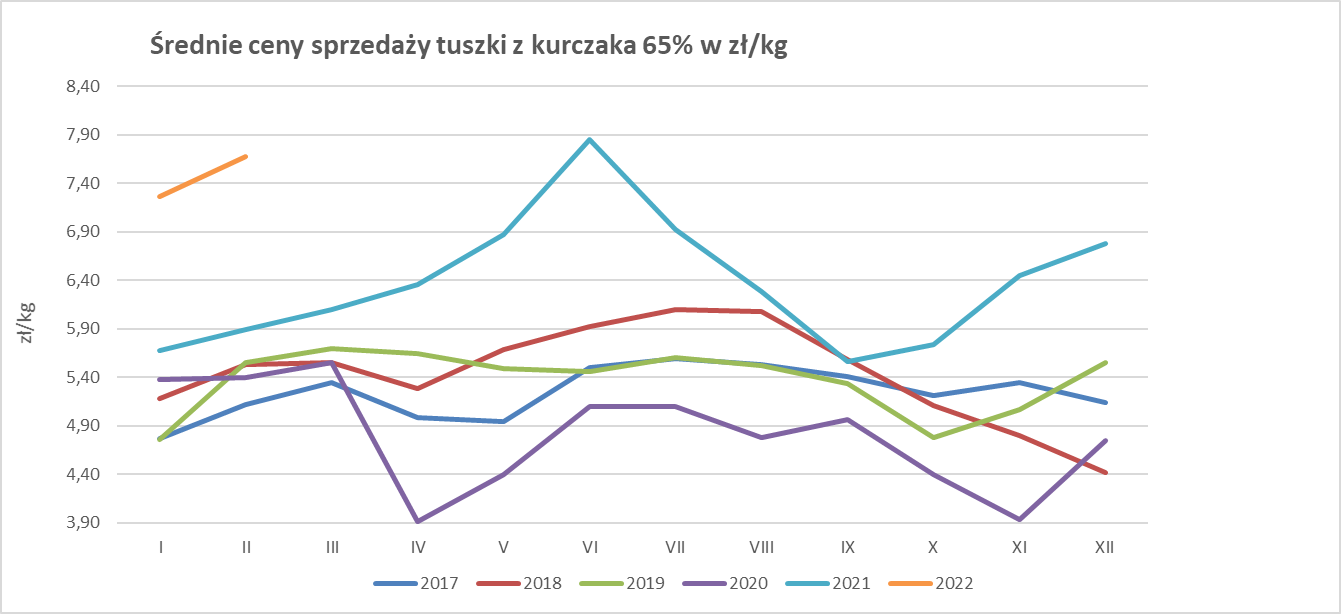 Średnie ceny sprzedaży tuszki z kurczaka 65% w zł/kg
8,40
7,90
7,40
6,90
6,40
5,90
5,40
4,90
4,40
3,90
zł/kg
I II III IV V VI VII VIII IX X XI XII
2017 2018 2019 2020 2021 2022